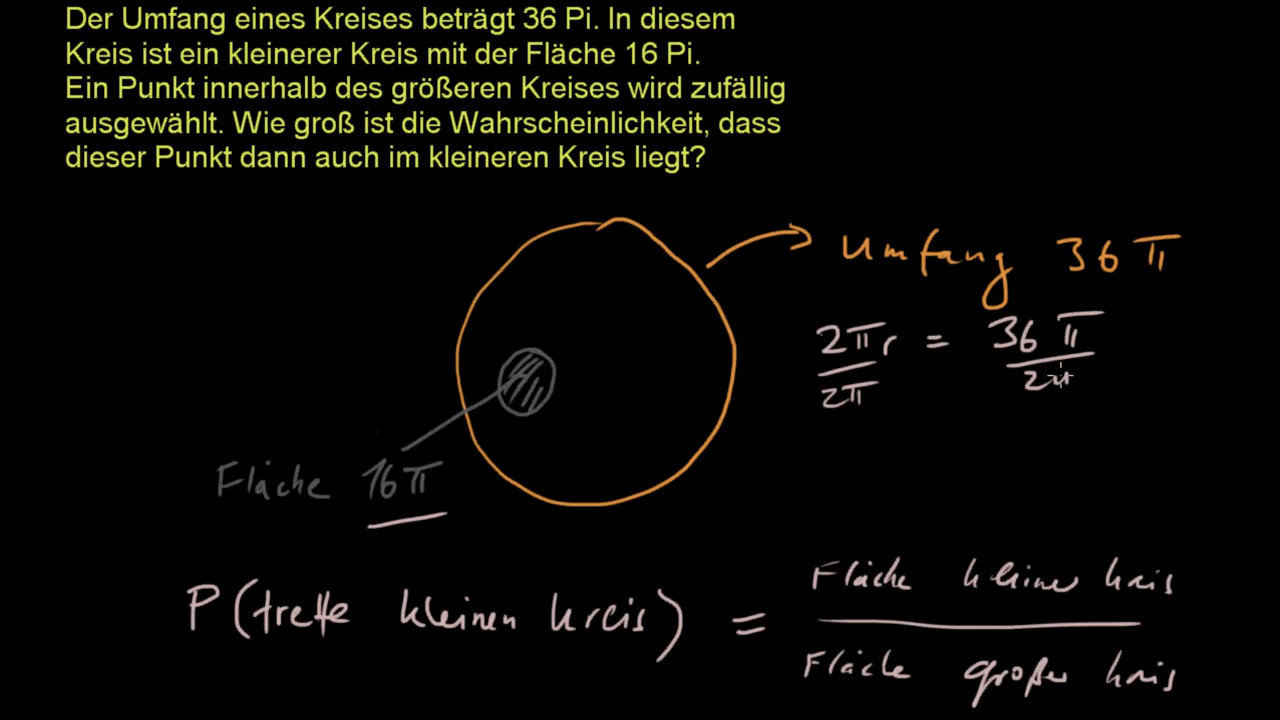 Der Umfang eines Kreises beträgt 36 Pi. In diesem
Kreis ist ein kleinerer Kreis mit der Fläche 16 Pi.
Ein Punkt innerhalb des größeren Kreises wird zufällig
ausgewählt. Wie groß ist die Wahrscheinlichkeit, dass
dieser Punkt dann auch im kleineren Kreis liegt?
Umfang 36 π
2πr = 36 π
2π 2π
Fläche 16 π
Fläche kleiner Kreis
P(treffe kleinen Kreis) =
Fläche großer Kreis